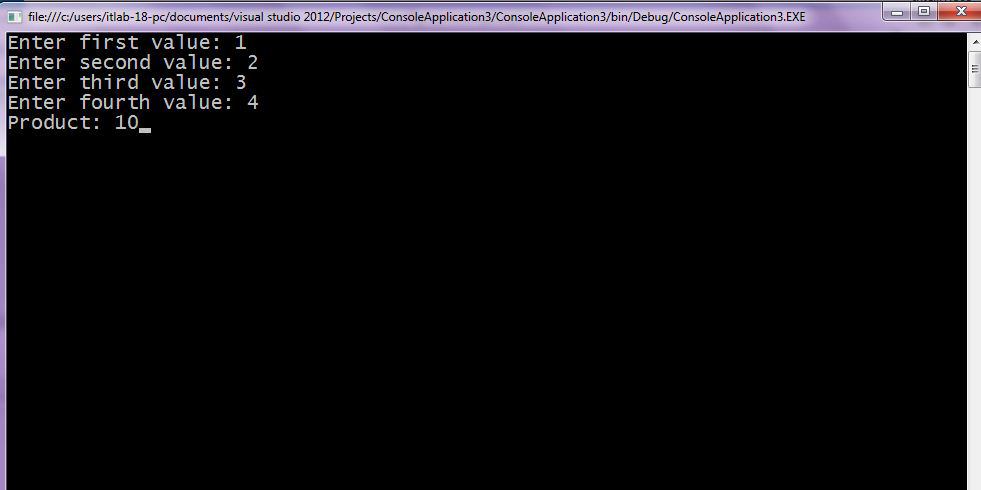 file:///c:/users/itlab-18-pc/documents/visual studio 2012/Projects/ConsoleApplication3/ConsoleApplication3/bin/Debug/ConsoleApplication3.EXE
Enter first value: 1
Enter second value: 2
Enter third value: 3
Enter fourth value: 4
Product: 10